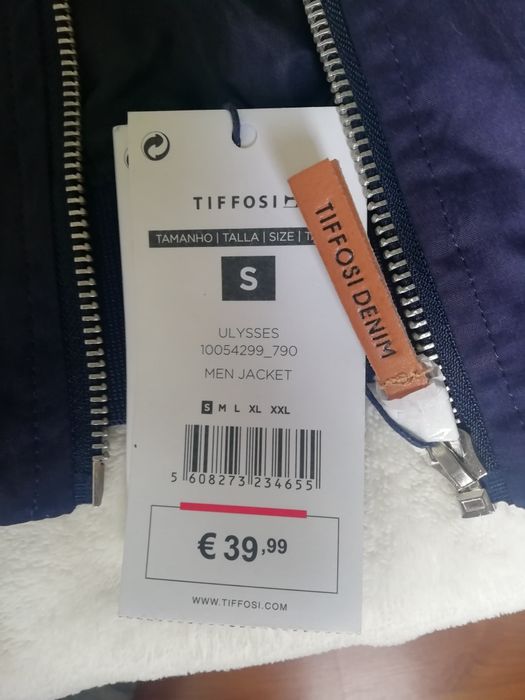 TIFFOSI
TAMANHO | TALLA | SIZE |
S
ULYSSES
10054299_790
MEN JACKET
S M L XL XXL
5 608273 234655
€ 39,99
WWW.TIFFOSI.COM
TIFFOSI DENIM